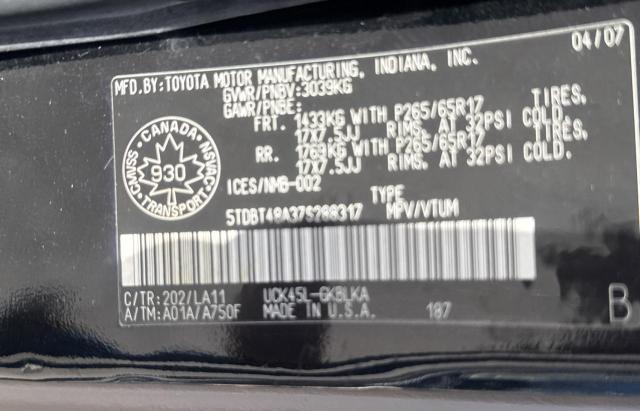 04/07
MFD.BY:TOYOTA MOTOR MANUFACTURING, INDIANA, INC.
GVWR/PNBV:3039KG
GAWR/PNBE:
FRT. 1433KG WITH P265/65R17 TIRES,
17X7.5JJ RIMS, AT 32PSI COLD.
RR. 1769KG WITH P265/65R17 TIRES,
17X7.5JJ RIMS, AT 32PSI COLD.
CANADA
CMVSS NSVAC
930
TRANSPORT
ICES/NMB-002 TYPE
5TDBT48A37S288317 MPV/VTUM
C/TR:202/LA11 UCK45L-GKBLKA
A/TM:A01A/A750F MADE IN U.S.A. 187
B